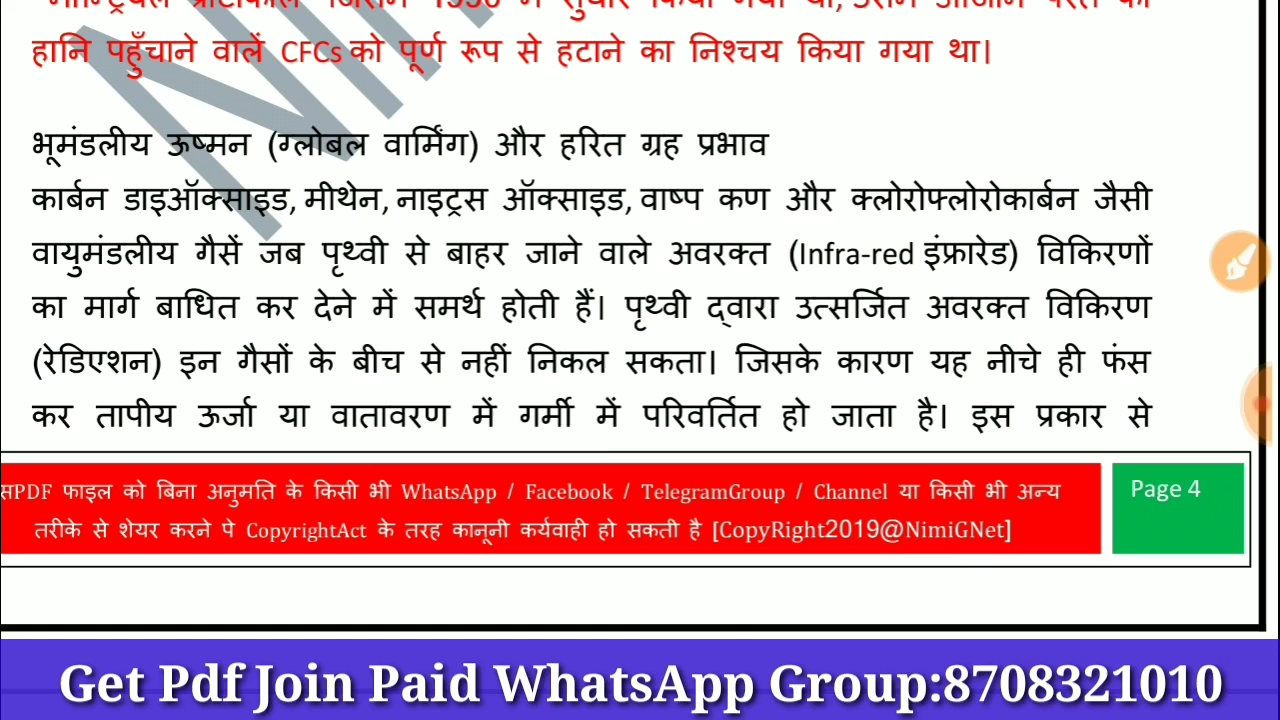 हानि पहुँचाने वालें CFCs को पूर्ण रूप से हटाने का निश्चय किया गया था।
भूमंडलीय ऊष्मन (ग्लोबल वार्मिंग) और हरित ग्रह प्रभाव
कार्बन डाइऑक्साइड, मीथेन, नाइट्रस ऑक्साइड, वाष्प कण और क्लोरोफ्लोरोकार्बन जैसी
वायुमंडलीय गैसें जब पृथ्वी से बाहर जाने वाले अवरक्त (Infra-red इंफ्रारेड) विकिरणों
का मार्ग बाधित कर देने में समर्थ होती हैं। पृथ्वी द्वारा उत्सर्जित अवरक्त विकिरण
(रेडिएशन) इन गैसों के बीच से नहीं निकल सकता। जिसके कारण यह नीचे ही फंस
कर तापीय ऊर्जा या वातावरण में गर्मी में परिवर्तित हो जाता है। इस प्रकार से
PDF फाइल को बिना अनुमति के किसी भी WhatsApp / Facebook / TelegramGroup / Channel या किसी भी अन्य
तरीके से शेयर करने पे CopyrightAct के तरह कानूनी कर्यवाही हो सकती है [CopyRight2019@NimiGNet]
Page 4
Get Pdf Join Paid WhatsApp Group:8708321010